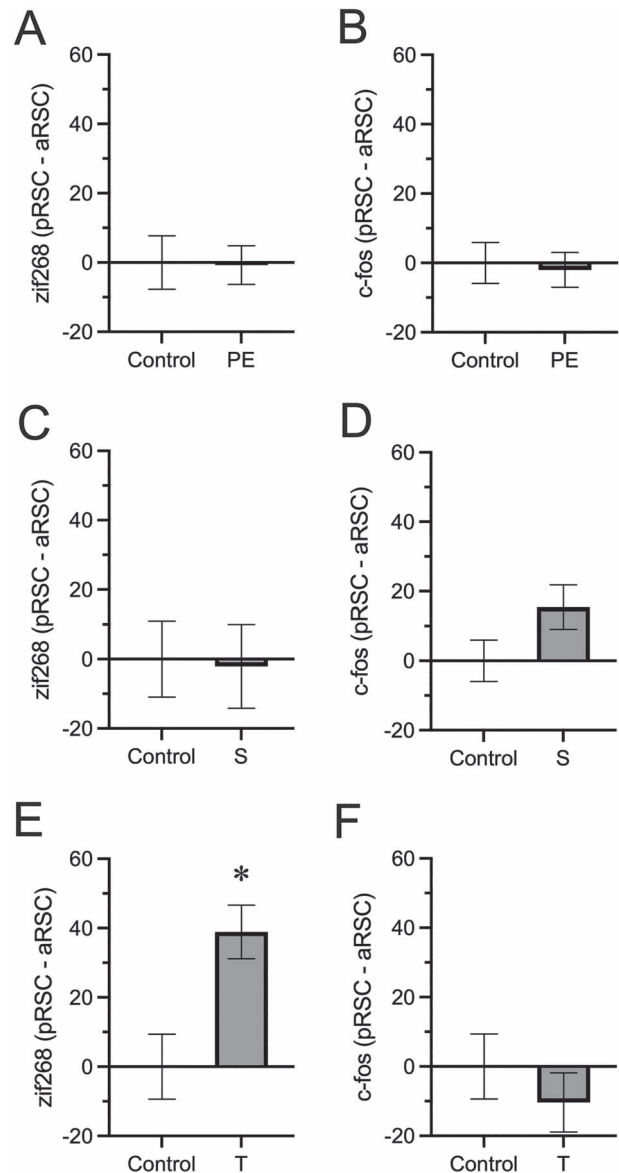 A
zif268 (pRSC - aRSC)
60
40
20
0
-20
Control PE
B
c-fos (pRSC - aRSC)
60
40
20
0
-20
Control PE
C
zif268 (pRSC - aRSC)
60
40
20
0
-20
Control S
D
c-fos (pRSC - aRSC)
60
40
20
0
-20
Control S
E
zif268 (pRSC - aRSC)
60
40
20
0
-20
*
Control T
F
c-fos (pRSC - aRSC)
60
40
20
0
-20
Control T